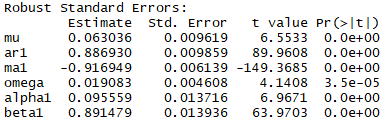 Robust Standard Errors:
Estimate Std. Error t value Pr(>|t|)
mu 0.063036 0.009619 6.5533 0.0e+00
ar1 0.886930 0.009859 89.9608 0.0e+00
ma1 -0.916949 0.006139 -149.3685 0.0e+00
omega 0.019083 0.004608 4.1408 3.5e-05
alpha1 0.095559 0.013716 6.9671 0.0e+00
beta1 0.891479 0.013936 63.9703 0.0e+00